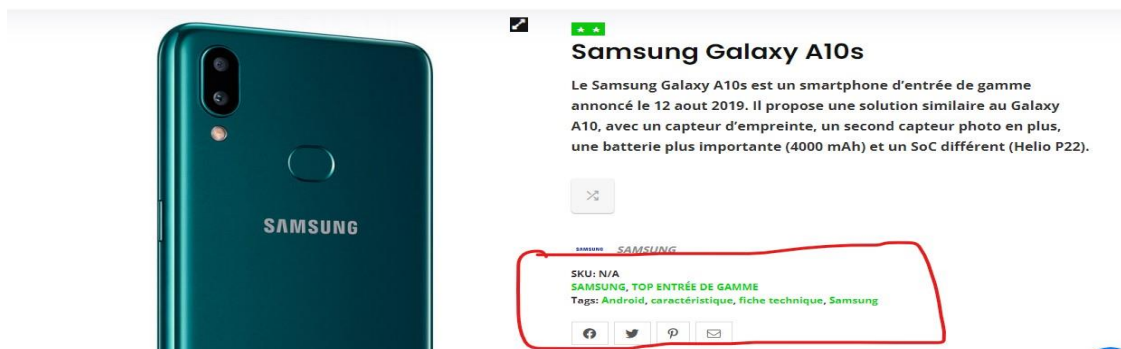 Samsung Galaxy A10s
Le Samsung Galaxy A10s est un smartphone d'entrée de gamme
annoncé le 12 aout 2019. Il propose une solution similaire au Galaxy
A10, avec un capteur d'empreinte, un second capteur photo en plus,
une batterie plus importante (4000 mAh) et un SoC différent (Helio P22).
SAMSUNG
SAMSUNG SAMSUNG
SKU: N/A
SAMSUNG, TOP ENTRÉE DE GAMME
Tags: Android, caractéristique, fiche technique, Samsung